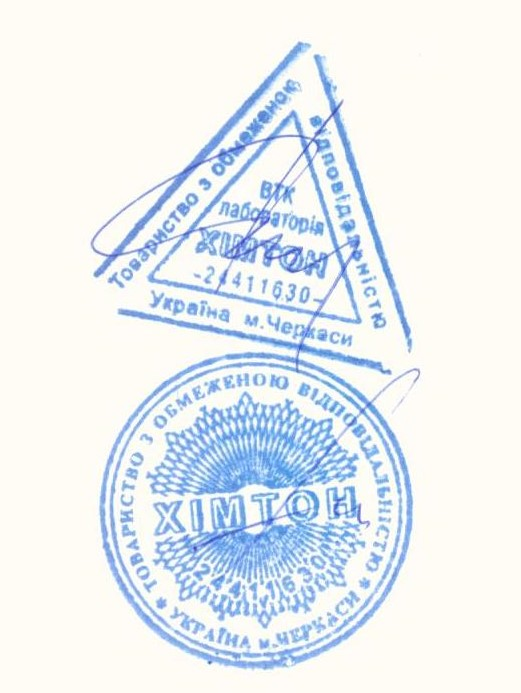 Товариство з обмеженою
відповідальністю
ВТК
лабораторія
ХІМТОН
-24411630-
Україна м.Черкаси
ТОВАРИСТВО З ОБМЕЖЕНОЮ ВІДПОВІДАЛЬНІСТЮ
ХІМТОН
24411630
* УКРАЇНА м.ЧЕРКАСИ *